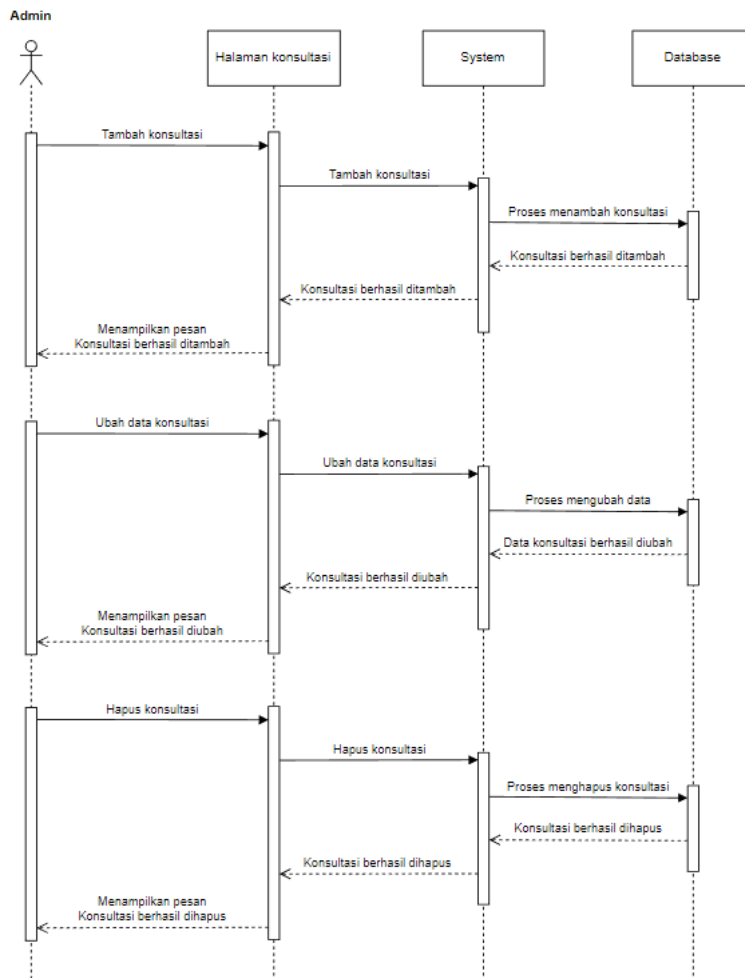 Admin
Halaman konsultasi
System
Database
Tambah konsultasi
Tambah konsultasi
Proses menambah konsultasi
Konsultasi berhasil ditambah
Konsultasi berhasil ditambah
Menampilkan pesan
Konsultasi berhasil ditambah
Ubah data konsultasi
Ubah data konsultasi
Proses mengubah data
Data konsultasi berhasil diubah
Konsultasi berhasil diubah
Menampilkan pesan
Konsultasi berhasil diubah
Hapus konsultasi
Hapus konsultasi
Proses menghapus konsultasi
Konsultasi berhasil dihapus
Konsultasi berhasil dihapus
Menampilkan pesan
Konsultasi berhasil dihapus